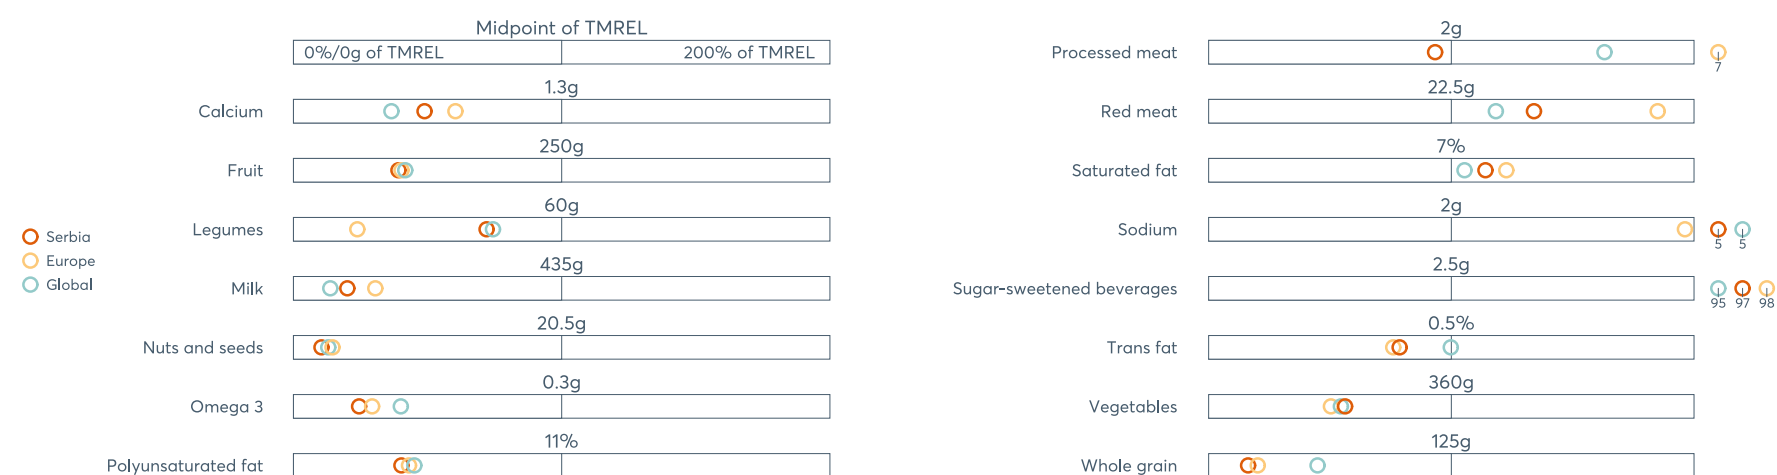 Midpoint of TMREL
0%/0g of TMREL 200% of TMREL
1.3g
Calcium
250g
Fruit
60g
Legumes
435g
Milk
20.5g
Nuts and seeds
0.3g
Omega 3
11%
Polyunsaturated fat
Serbia
Europe
Global
2g
Processed meat
7
22.5g
Red meat
7%
Saturated fat
2g
Sodium
5 5
2.5g
Sugar-sweetened beverages
95 97 98
0.5%
Trans fat
360g
Vegetables
125g
Whole grain